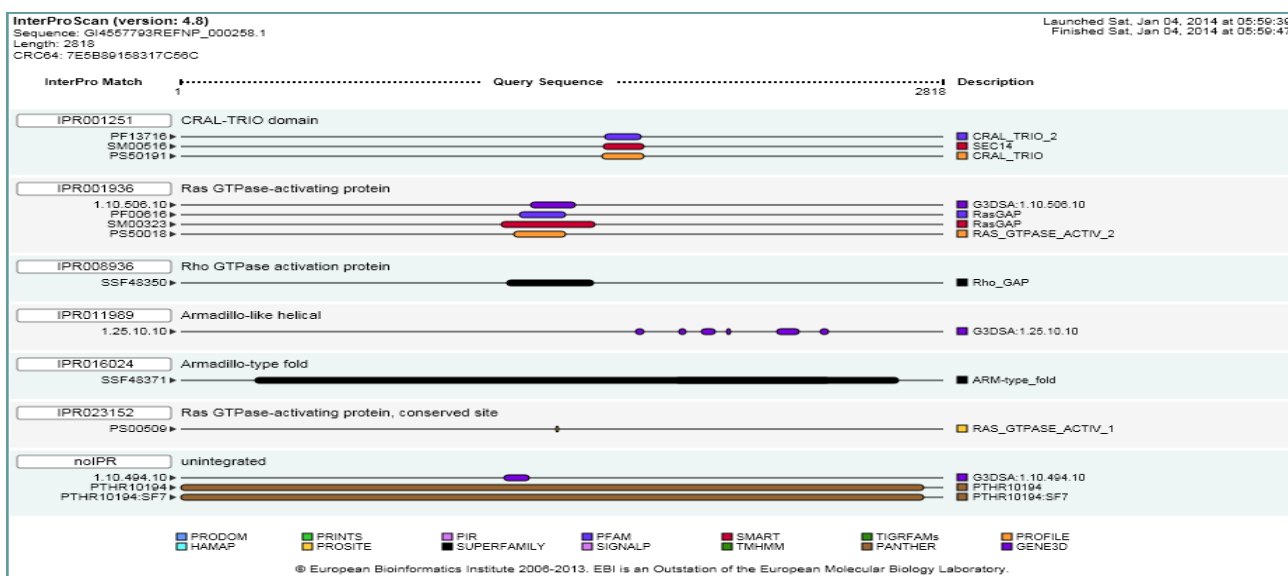 InterProScan (version: 4.8)
Launched Sat, Jan 04, 2014 at 05:59:39
Sequence: GI4557793REFNP_000258.1
Finished Sat, Jan 04, 2014 at 05:59:47
Length: 2818
CRC64: 7E5B89158317C56C
InterPro Match Query Sequence Description
1 2818
IPR001251 CRAL-TRIO domain
PF13716 CRAL_TRIO_2
SM00516 SEC14
PS50191 CRAL_TRIO
IPR001936 Ras GTPase-activating protein
1.10.506.10 G3DSA:1.10.506.10
PF00616 RasGAP
SM00323 RasGAP
PS50018 RAS_GTPASE_ACTIV_2
IPR008936 Rho GTPase activation protein
SSF48350 Rho_GAP
IPR011989 Armadillo-like helical
1.25.10.10 G3DSA:1.25.10.10
IPR016024 Armadillo-type fold
SSF48371 ARM-type_fold
IPR023152 Ras GTPase-activating protein, conserved site
PS00509 RAS_GTPASE_ACTIV_1
noIPR unintegrated
1.10.494.10 G3DSA:1.10.494.10
PTHR10194 PTHR10194
PTHR10194:SF7 PTHR10194:SF7
PRODOM PRINTS PIR PFAM SMART TIGRFAMs PROFILE
HAMAP PROSITE SUPERFAMILY SIGNALP TMHMM PANTHER GENE3D
© European Bioinformatics Institute 2006-2013. EBI is an Outstation of the European Molecular Biology Laboratory.